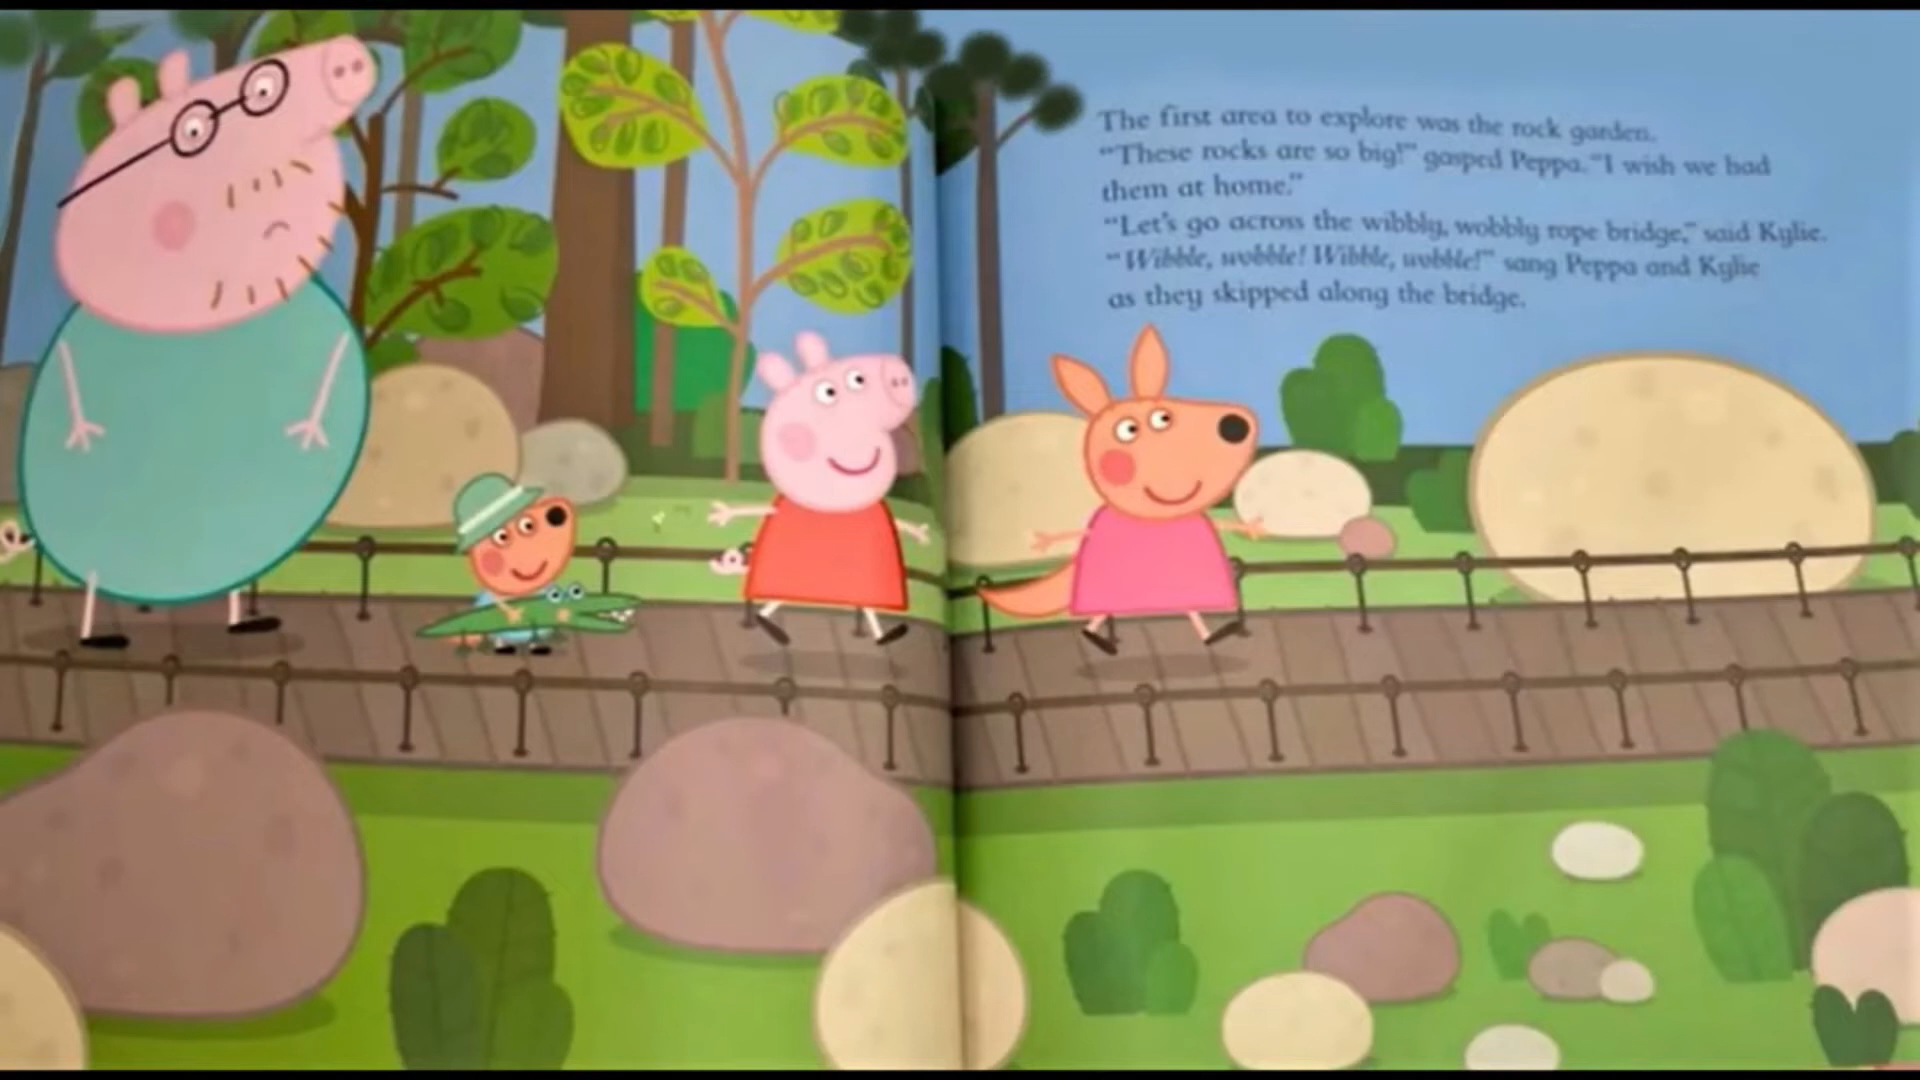 The first area to explore was the rock garden.
“These rocks are so big!” gasped Peppa. “I wish we had
them at home.”
“Let’s go across the wibbly, wobbly rope bridge,” said Kylie.
“Wibble, wobble! Wibble, wobble!” sang Peppa and Kylie
as they skipped along the bridge.